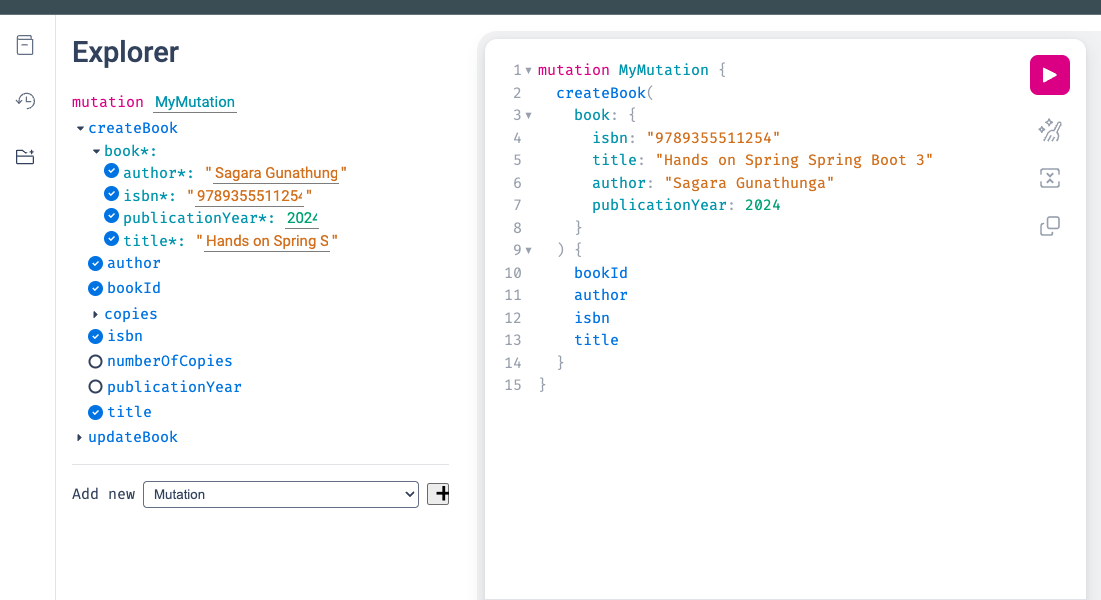 Explorer
mutation MyMutation
createBook
book*:
author*: "Sagara Gunathung"
isbn*: "9789355511254"
publicationYear*: 2024
title*: "Hands on Spring S"
author
bookId
copies
isbn
numberOfCopies
publicationYear
title
updateBook
Add new Mutation +
1 mutation MyMutation {
2 createBook(
3 book: {
4 isbn: "9789355511254"
5 title: "Hands on Spring Spring Boot 3"
6 author: "Sagara Gunathunga"
7 publicationYear: 2024
8 }
9 ) {
10 bookId
11 author
12 isbn
13 title
14 }
15 }